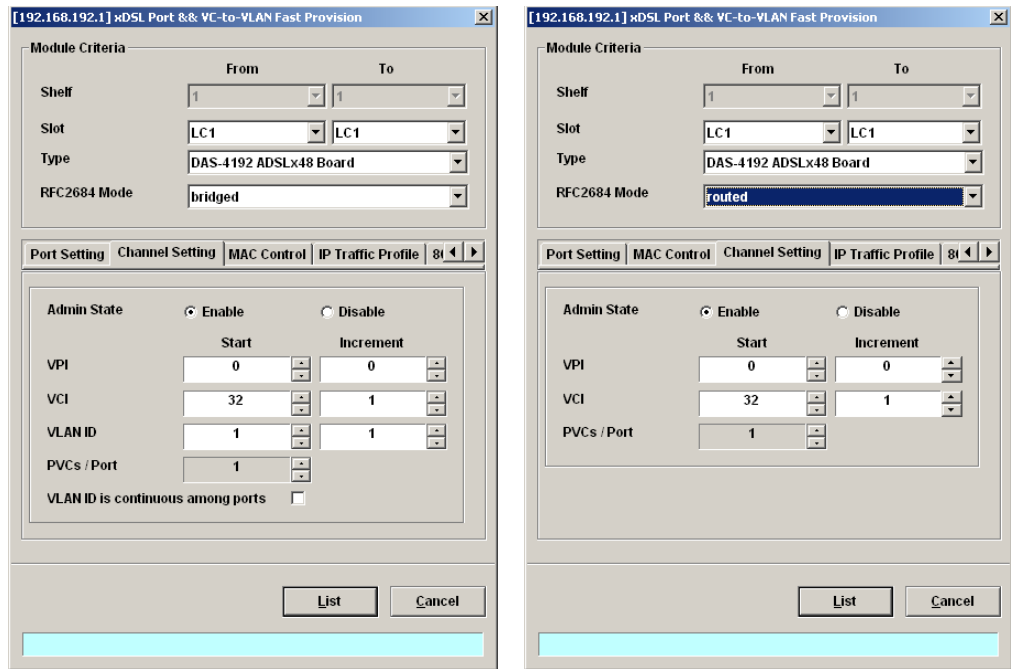 [192.168.192.1] xDSL Port && VC-to-VLAN Fast Provision
Module Criteria
From To
Shelf 1 1
Slot LC1 LC1
Type DAS-4192 ADSLx48 Board
RFC2684 Mode bridged
Port Setting Channel Setting MAC Control IP Traffic Profile
Admin State Enable Disable
Start Increment
VPI 0 0
VCI 32 1
VLAN ID 1 1
PVCs / Port 1
VLAN ID is continuous among ports
List Cancel
[192.168.192.1] xDSL Port && VC-to-VLAN Fast Provision
Module Criteria
From To
Shelf 1 1
Slot LC1 LC1
Type DAS-4192 ADSLx48 Board
RFC2684 Mode routed
Port Setting MAC Control Channel Setting IP Traffic Profile
Admin State Enable Disable
Start Increment
VPI 0 0
VCI 32 1
PVCs / Port 1
List Cancel